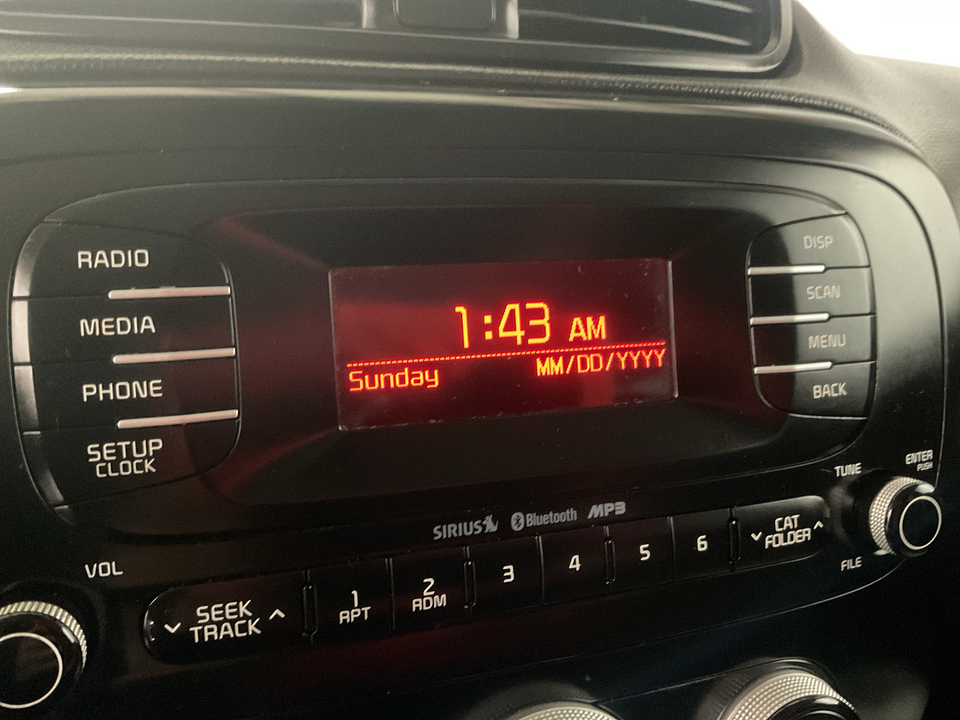 RADIO
MEDIA
PHONE
SETUP
CLOCK
1:43 AM
Sunday MM/DD/YYYY
DISP
SCAN
MENU
BACK
TUNE
ENTER
PUSH
FILE
SIRIUS Bluetooth MP3
VOL
SEEK
TRACK
1
RPT
2
RDM
3
4
5
6
CAT
FOLDER